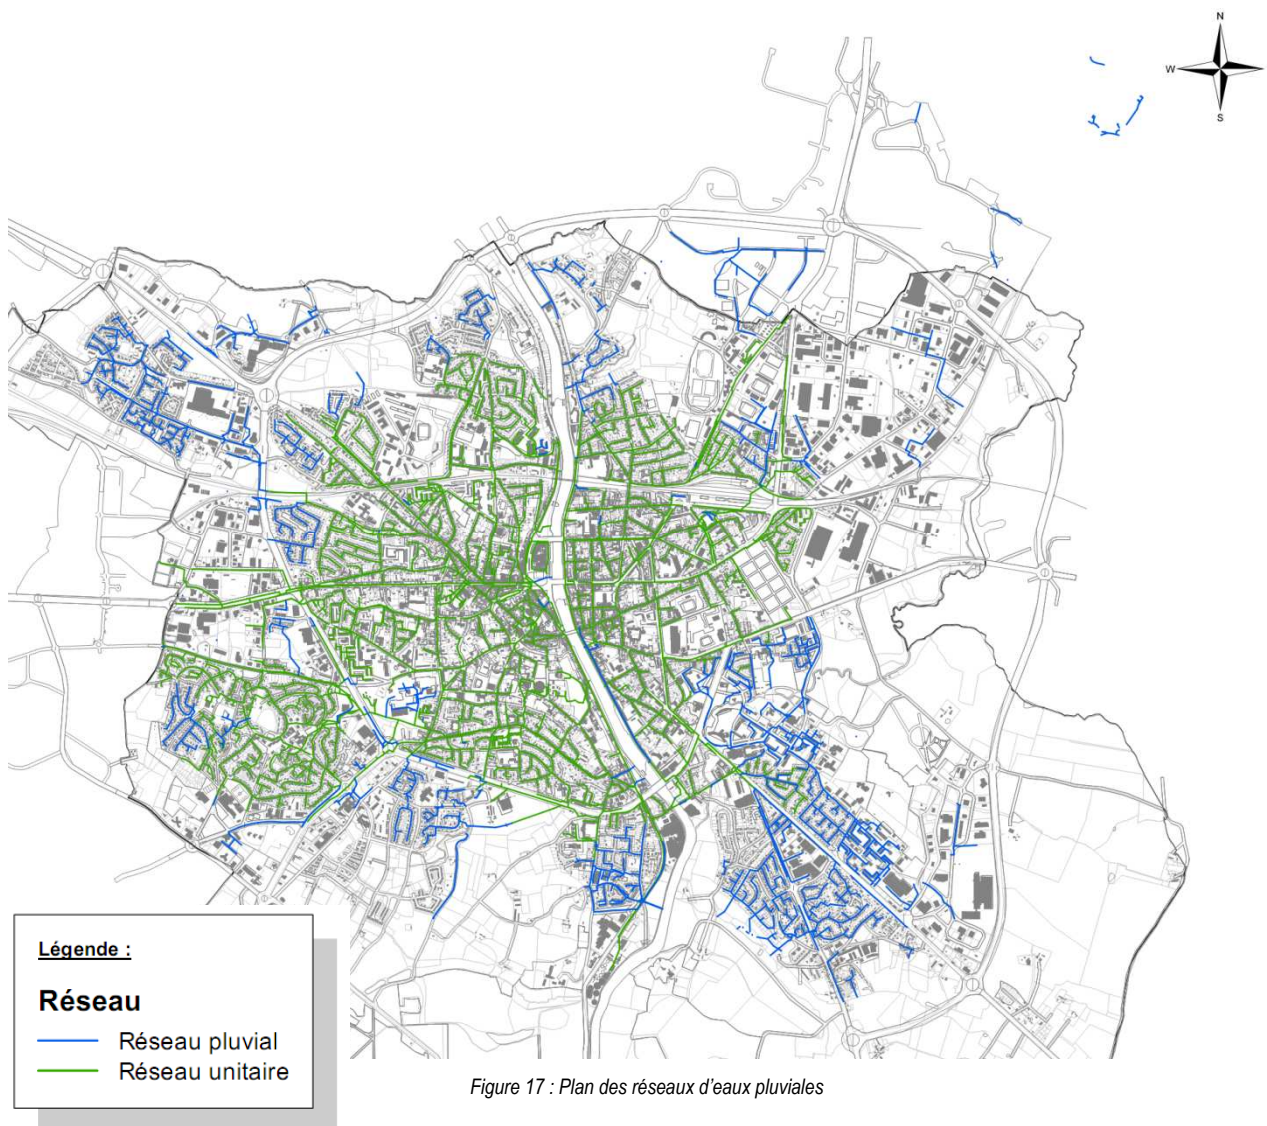 N
W
S
Légende :
Réseau
Réseau pluvial
Réseau unitaire
Figure 17 : Plan des réseaux d'eaux pluviales